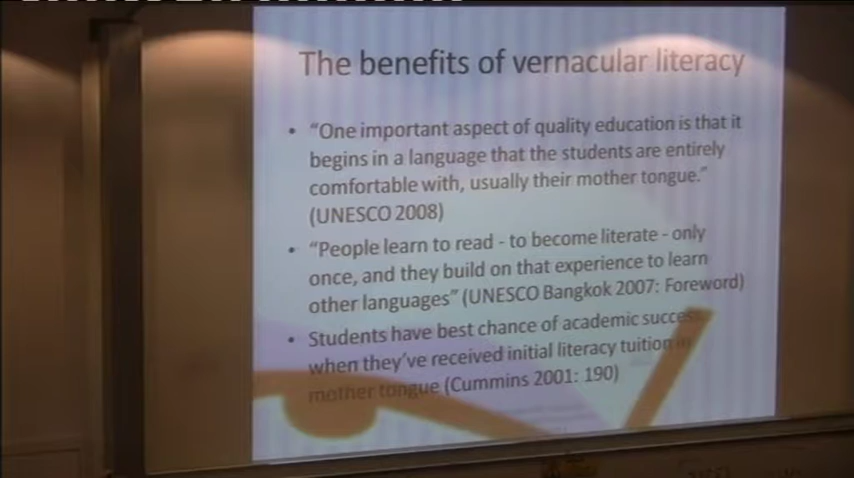 The benefits of vernacular literacy
• "One important aspect of quality education is that it
begins in a language that the students are entirely
comfortable with, usually their mother tongue."
(UNESCO 2008)
• "People learn to read - to become literate - only
once, and they build on that experience to learn
other languages" (UNESCO Bangkok 2007: Foreword)
• Students have best chance of academic success
when they've received initial literacy tuition in
mother tongue (Cummins 2001: 190)